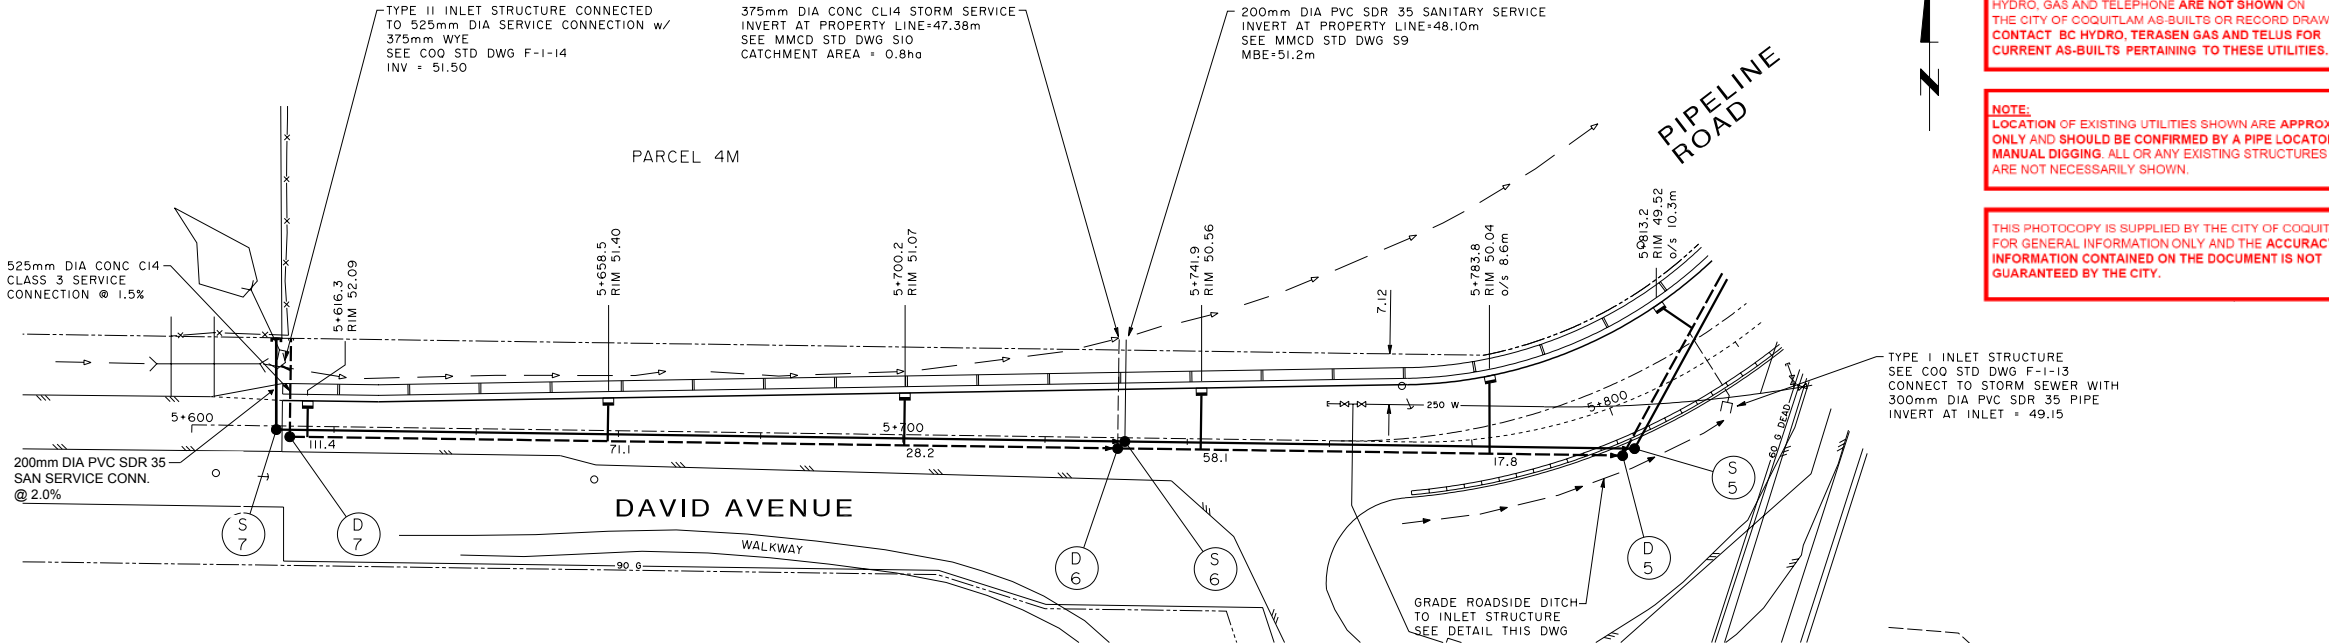 TYPE II INLET STRUCTURE CONNECTED
TO 525mm DIA SERVICE CONNECTION w/
375mm WYE
SEE COQ STD DWG F-1-14
INV = 51.50
375mm DIA CONC CL14 STORM SERVICE
INVERT AT PROPERTY LINE=47.38m
SEE MMCD STD DWG S10
CATCHMENT AREA = 0.8ha
200mm DIA PVC SDR 35 SANITARY SERVICE
INVERT AT PROPERTY LINE=48.10m
SEE MMCD STD DWG S9
MBE=51.2m
HYDRO, GAS AND TELEPHONE ARE NOT SHOWN ON
THE CITY OF COQUITLAM AS-BUILTS OR RECORD DRAW
CONTACT BC HYDRO, TERASEN GAS AND TELUS FOR
CURRENT AS-BUILTS PERTAINING TO THESE UTILITIES.
N
NOTE:
LOCATION OF EXISTING UTILITIES SHOWN ARE APPROX
ONLY AND SHOULD BE CONFIRMED BY A PIPE LOCATO
MANUAL DIGGING. ALL OR ANY EXISTING STRUCTURES
ARE NOT NECESSARILY SHOWN.
THIS PHOTOCOPY IS SUPPLIED BY THE CITY OF COQUIT
FOR GENERAL INFORMATION ONLY AND THE ACCURAC
INFORMATION CONTAINED ON THE DOCUMENT IS NOT
GUARANTEED BY THE CITY.
PIPELINE
ROAD
PARCEL 4M
525mm DIA CONC C14
CLASS 3 SERVICE
CONNECTION @ 1.5%
5+616.3
RIM 52.09
5+658.5
RIM 51.40
5+700.2
RIM 51.07
5+741.9
RIM 50.56
7.12
5+783.8
RIM 50.04
o/s 8.6m
5+813.2
RIM 49.52
o/s 10.3m
TYPE I INLET STRUCTURE
SEE COQ STD DWG F-1-13
CONNECT TO STORM SEWER WITH
300mm DIA PVC SDR 35 PIPE
INVERT AT INLET = 49.15
5+600
5+700
250 W
5+800
60 G DEAD
111.4
71.1
28.2
58.1
17.8
200mm DIA PVC SDR 35
SAN SERVICE CONN.
@ 2.0%
DAVID AVENUE
S
7
D
7
WALKWAY
90 G
D
6
S
6
S
5
D
5
GRADE ROADSIDE DITCH
TO INLET STRUCTURE
SEE DETAIL THIS DWG